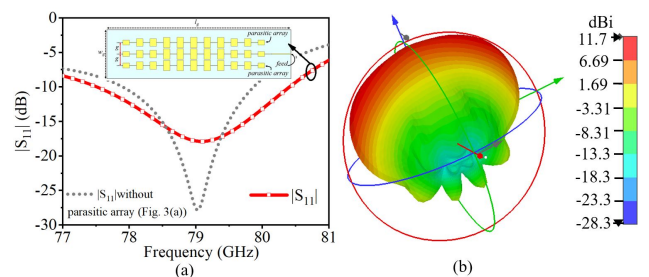 0
-5
-10
-15
-20
-25
-30
|S11| (dB)
77
78
79
80
81
Frequency (GHz)
lg
wg
g
g
parasitic array
feed
parasitic array
|S11|without
parasitic array (Fig. 3(a))
|S11|
(a)
(b)
dBi
11.7
6.69
1.69
-3.31
-8.31
-13.3
-18.3
-23.3
-28.3